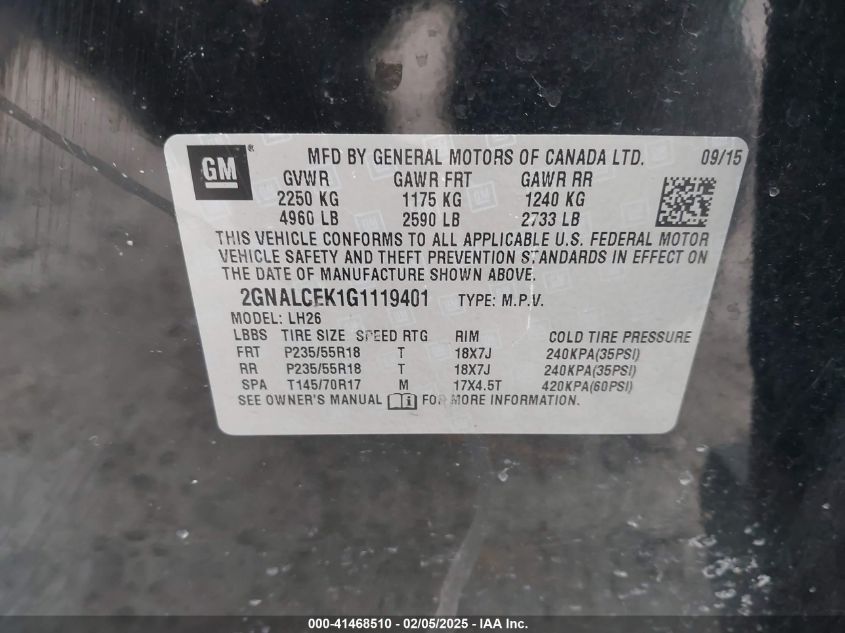 GM ® MFD BY GENERAL MOTORS OF CANADA LTD. 09/15
GVWR GAWR FRT GAWR RR
2250 KG 1175 KG 1240 KG
4960 LB 2590 LB 2733 LB
THIS VEHICLE CONFORMS TO ALL APPLICABLE U.S. FEDERAL MOTOR
VEHICLE SAFETY AND THEFT PREVENTION STANDARDS IN EFFECT ON
THE DATE OF MANUFACTURE SHOWN ABOVE.
2GNALCEK1G1119401 TYPE: M.P.V.
MODEL: LH26
LBBS TIRE SIZE SPEED RTG RIM COLD TIRE PRESSURE
FRT P235/55R18 T 18X7J 240KPA(35PSI)
RR P235/55R18 T 18X7J 240KPA(35PSI)
SPA T145/70R17 M 17X4.5T 420KPA(60PSI)
SEE OWNER'S MANUAL i FOR MORE INFORMATION.
000-41468510 - 02/05/2025 - IAA Inc.